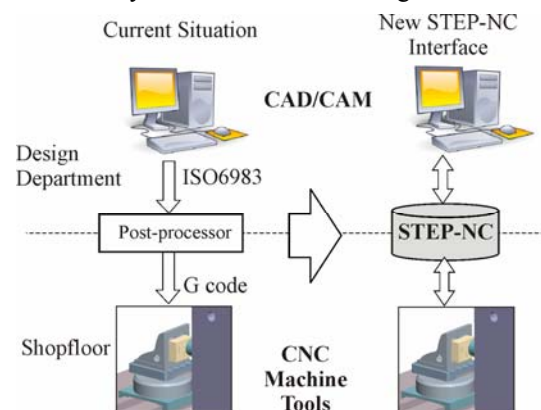 Current Situation
New STEP-NC
Interface
CAD/CAM
Design
Department
ISO6983
Post-processor
STEP-NC
G code
Shopfloor
CNC
Machine
Tools